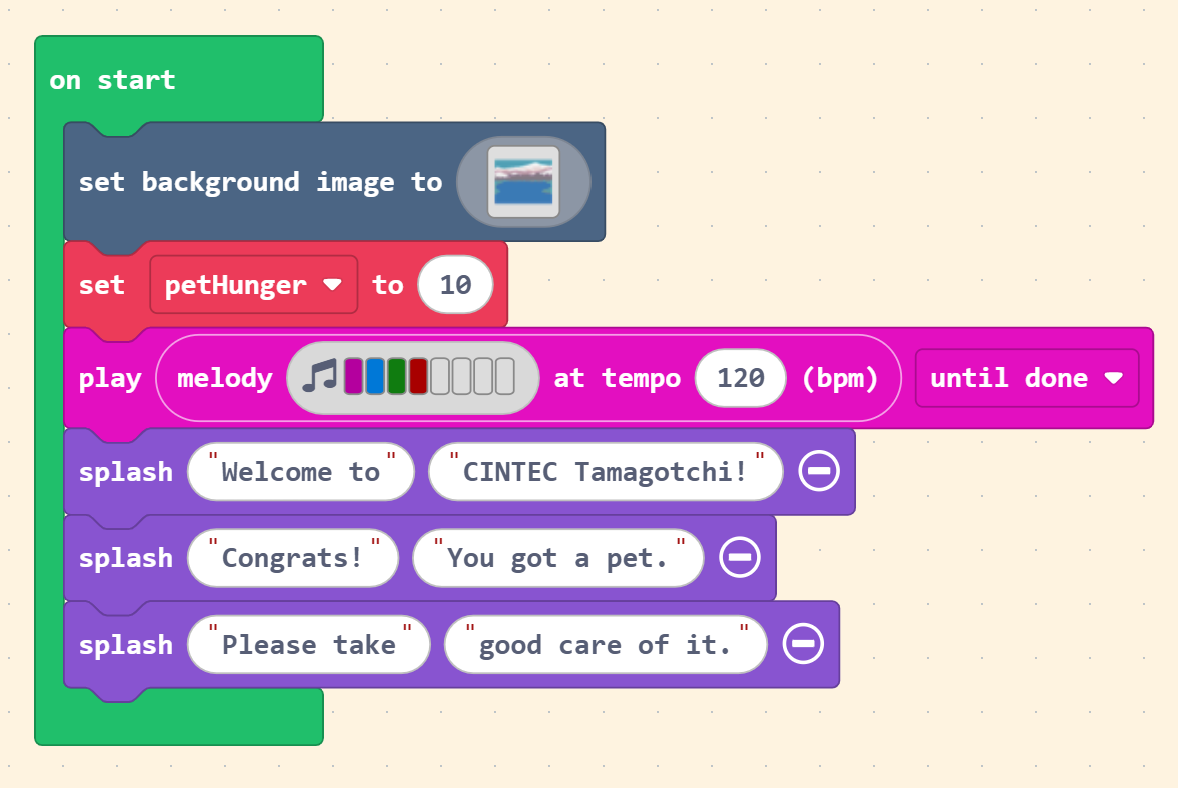 on start
set background image to
set petHunger to 10
play melody at tempo 120 (bpm) until done
splash "Welcome to" "CINTEC Tamagotchi!"
splash "Congrats!" "You got a pet."
splash "Please take" "good care of it."